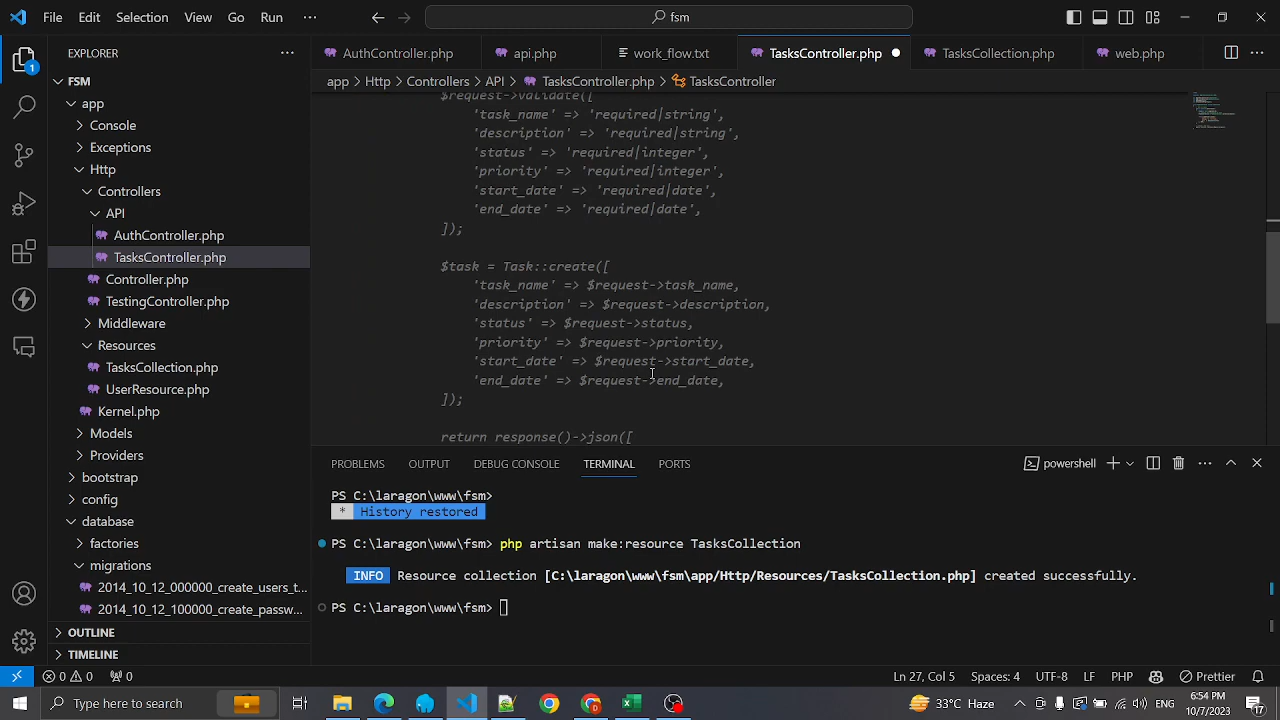 File Edit Selection View Go Run ··· fsm
EXPLORER ···
AuthController.php api.php work_flow.txt TasksController.php TasksCollection.php web.php ···
FSM
app > Http > Controllers > API > TasksController.php > TasksController
app
Console
Exceptions
Http
Controllers
API
AuthController.php
TasksController.php
Controller.php
TestingController.php
Middleware
Resources
TasksCollection.php
UserResource.php
Kernel.php
Models
Providers
bootstrap
config
database
factories
migrations
2014_10_12_000000_create_users_t...
2014_10_12_100000_create_passw...
OUTLINE
TIMELINE
1
$request->validate([
'task_name' => 'required|string',
'description' => 'required|string',
'status' => 'required|integer',
'priority' => 'required|integer',
'start_date' => 'required|date',
'end_date' => 'required|date',
]);
$task = Task::create([
'task_name' => $request->task_name,
'description' => $request->description,
'status' => $request->status,
'priority' => $request->priority,
'start_date' => $request->start_date,
'end_date' => $request->end_date,
]);
return response()->json([
PROBLEMS OUTPUT DEBUG CONSOLE TERMINAL PORTS powershell ···
PS C:\laragon\www\fsm>
* History restored
PS C:\laragon\www\fsm> php artisan make:resource TasksCollection
INFO Resource collection [C:\laragon\www\fsm\app/Http/Resources/TasksCollection.php] created successfully.
PS C:\laragon\www\fsm>
0 0 0 Ln 27, Col 5 Spaces: 4 UTF-8 LF PHP Prettier
Type here to search 33°C Haze 6:54 PM
10/7/2023